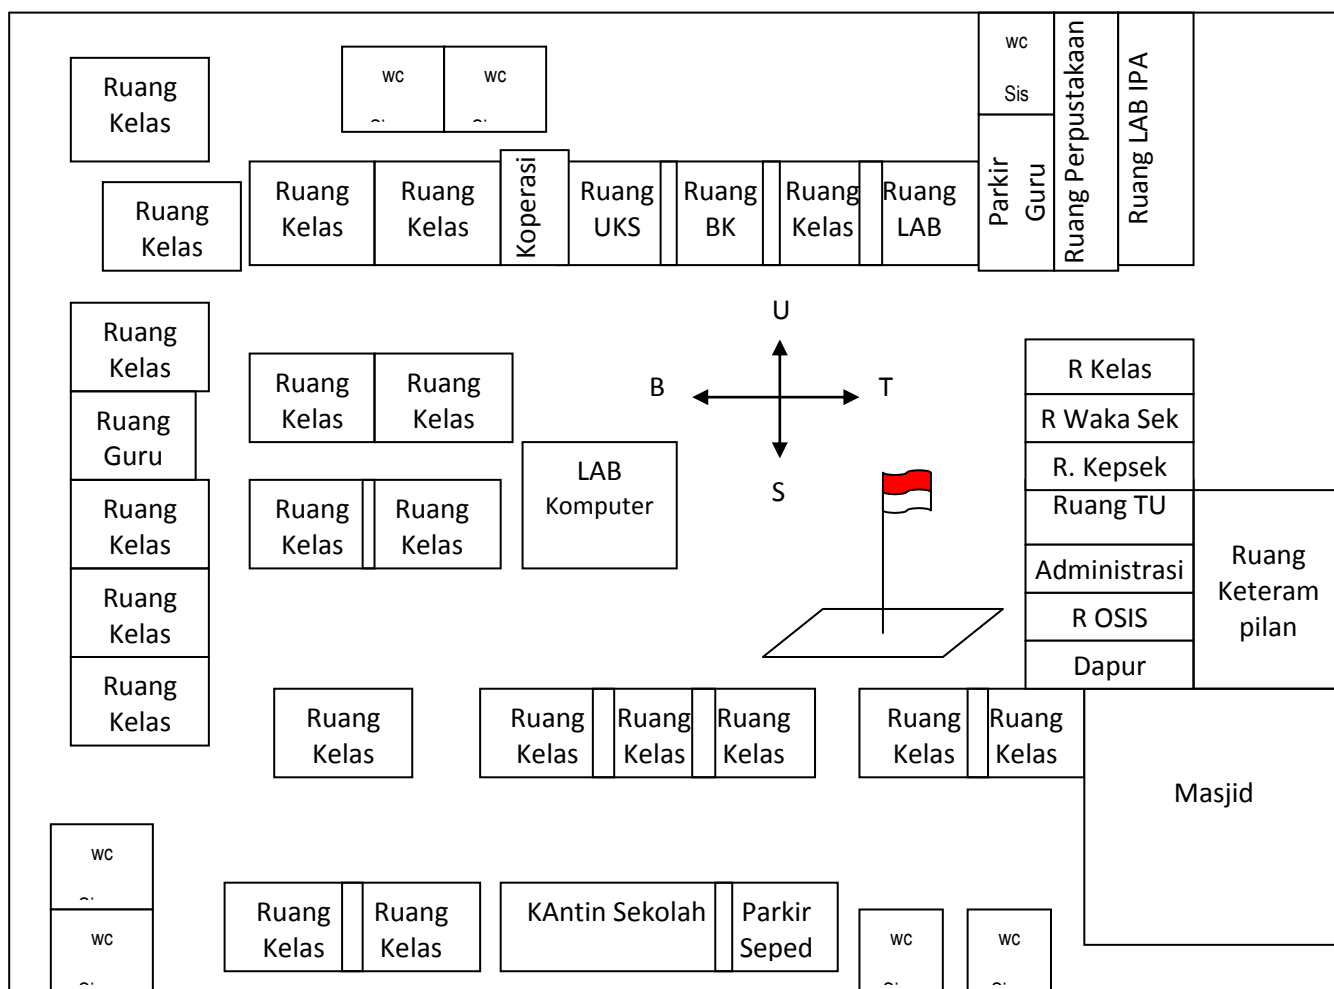 wc
Sis
Ruang Perpustakaan
Ruang LAB IPA
Parkir
Guru
Ruang
Kelas
wc
wc
Ruang
Kelas
Ruang
Kelas
Ruang
Kelas
Koperasi
Ruang
UKS
Ruang
BK
Ruang
Kelas
Ruang
LAB
Ruang
Kelas
Ruang
Guru
Ruang
Kelas
Ruang
Kelas
Ruang
Kelas
Ruang
Kelas
Ruang
Kelas
Ruang
Kelas
Ruang
Kelas
LAB
Komputer
U
B
T
S
R Kelas
R Waka Sek
R. Kepsek
Ruang TU
Administrasi
R OSIS
Dapur
Ruang
Keteram
pilan
Ruang
Kelas
Ruang
Kelas
Ruang
Kelas
Ruang
Kelas
Ruang
Kelas
Ruang
Kelas
Masjid
wc
wc
Ruang
Kelas
Ruang
Kelas
KAntin Sekolah
Parkir
Seped
wc
wc